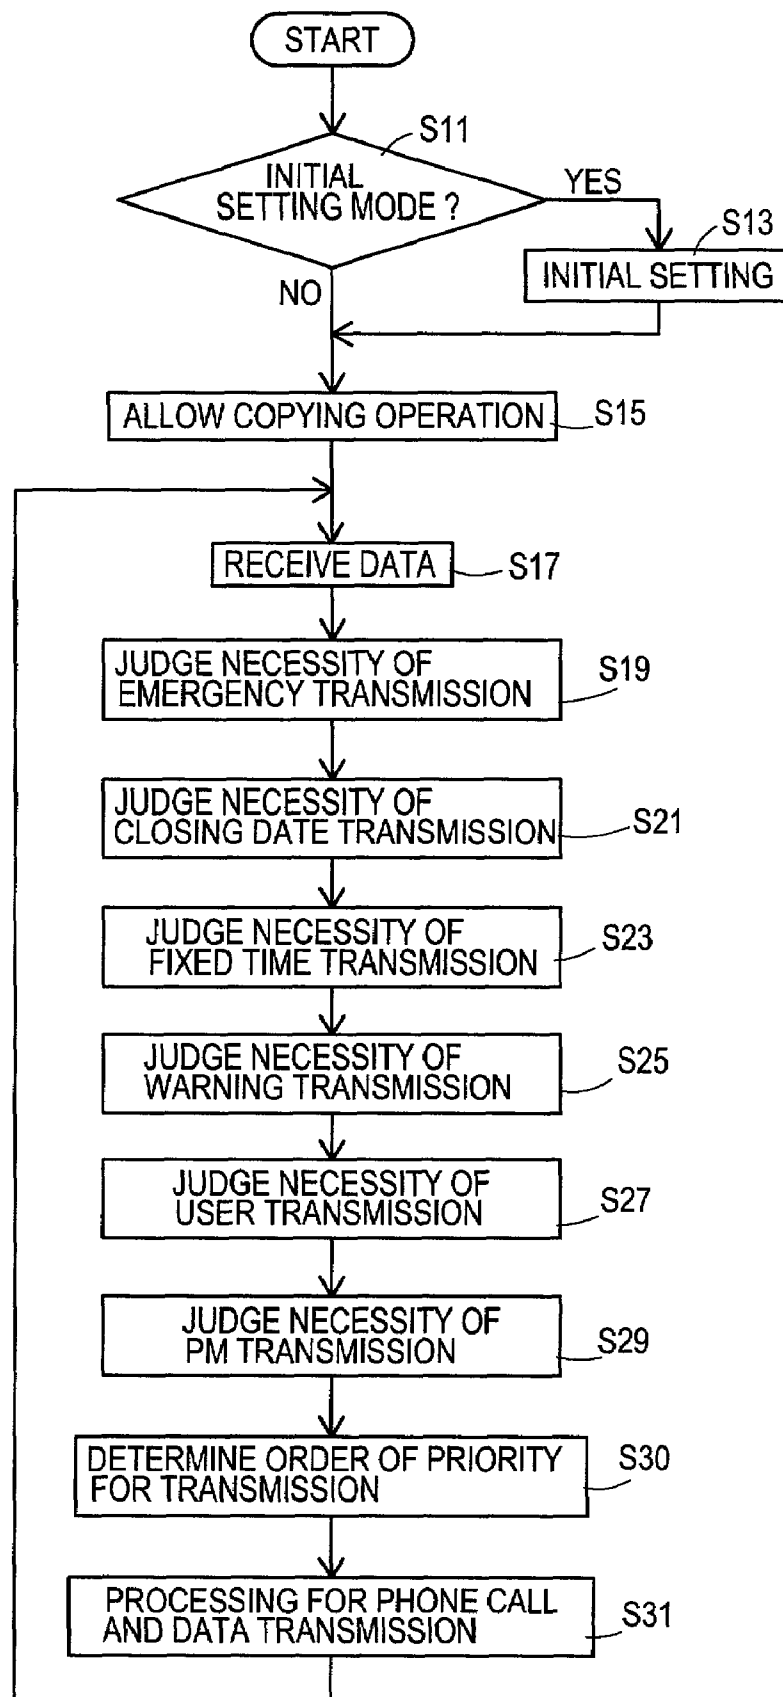 START
S11
INITIAL
SETTING MODE ?
YES
S13
INITIAL SETTING
NO
ALLOW COPYING OPERATION
S15
RECEIVE DATA
S17
JUDGE NECESSITY OF
EMERGENCY TRANSMISSION
S19
JUDGE NECESSITY OF
CLOSING DATE TRANSMISSION
S21
JUDGE NECESSITY OF
FIXED TIME TRANSMISSION
S23
JUDGE NECESSITY OF
WARNING TRANSMISSION
S25
JUDGE NECESSITY OF
USER TRANSMISSION
S27
JUDGE NECESSITY OF
PM TRANSMISSION
S29
DETERMINE ORDER OF PRIORITY
FOR TRANSMISSION
S30
PROCESSING FOR PHONE CALL
AND DATA TRANSMISSION
S31